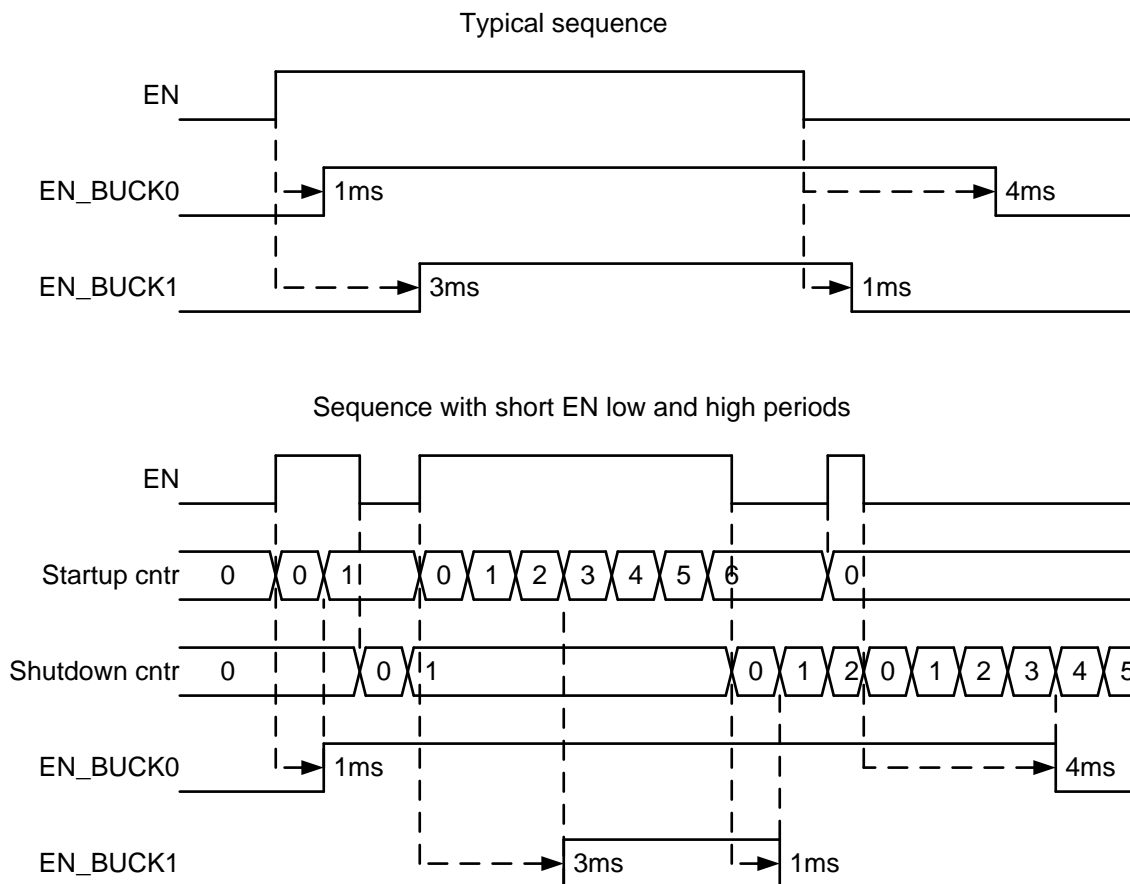 Typical sequence
EN
EN_BUCK0
1ms
4ms
EN_BUCK1
3ms
1ms
Sequence with short EN low and high periods
EN
Startup cntr
0 0 1 0 1 2 3 4 5 6 0
Shutdown cntr
0 0 1 0 1 2 0 1 2 3 4 5
EN_BUCK0
1ms
4ms
EN_BUCK1
3ms
1ms